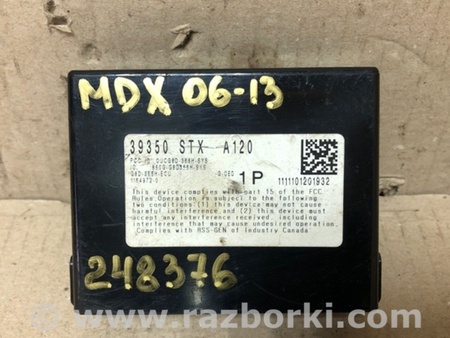 MDX 06-13
39350 STX A120
1P
1111101201932
This device complies with part 15 of the FCC
Rules.Operation is subject to the following
two conditions:(1) this device may not cause
harmful interference, and (2) this device must
accept any interference received, including
interference that may cause undesired operation.
Complies with RSS-GEN of Industry Canada
248376
www.razborki.com